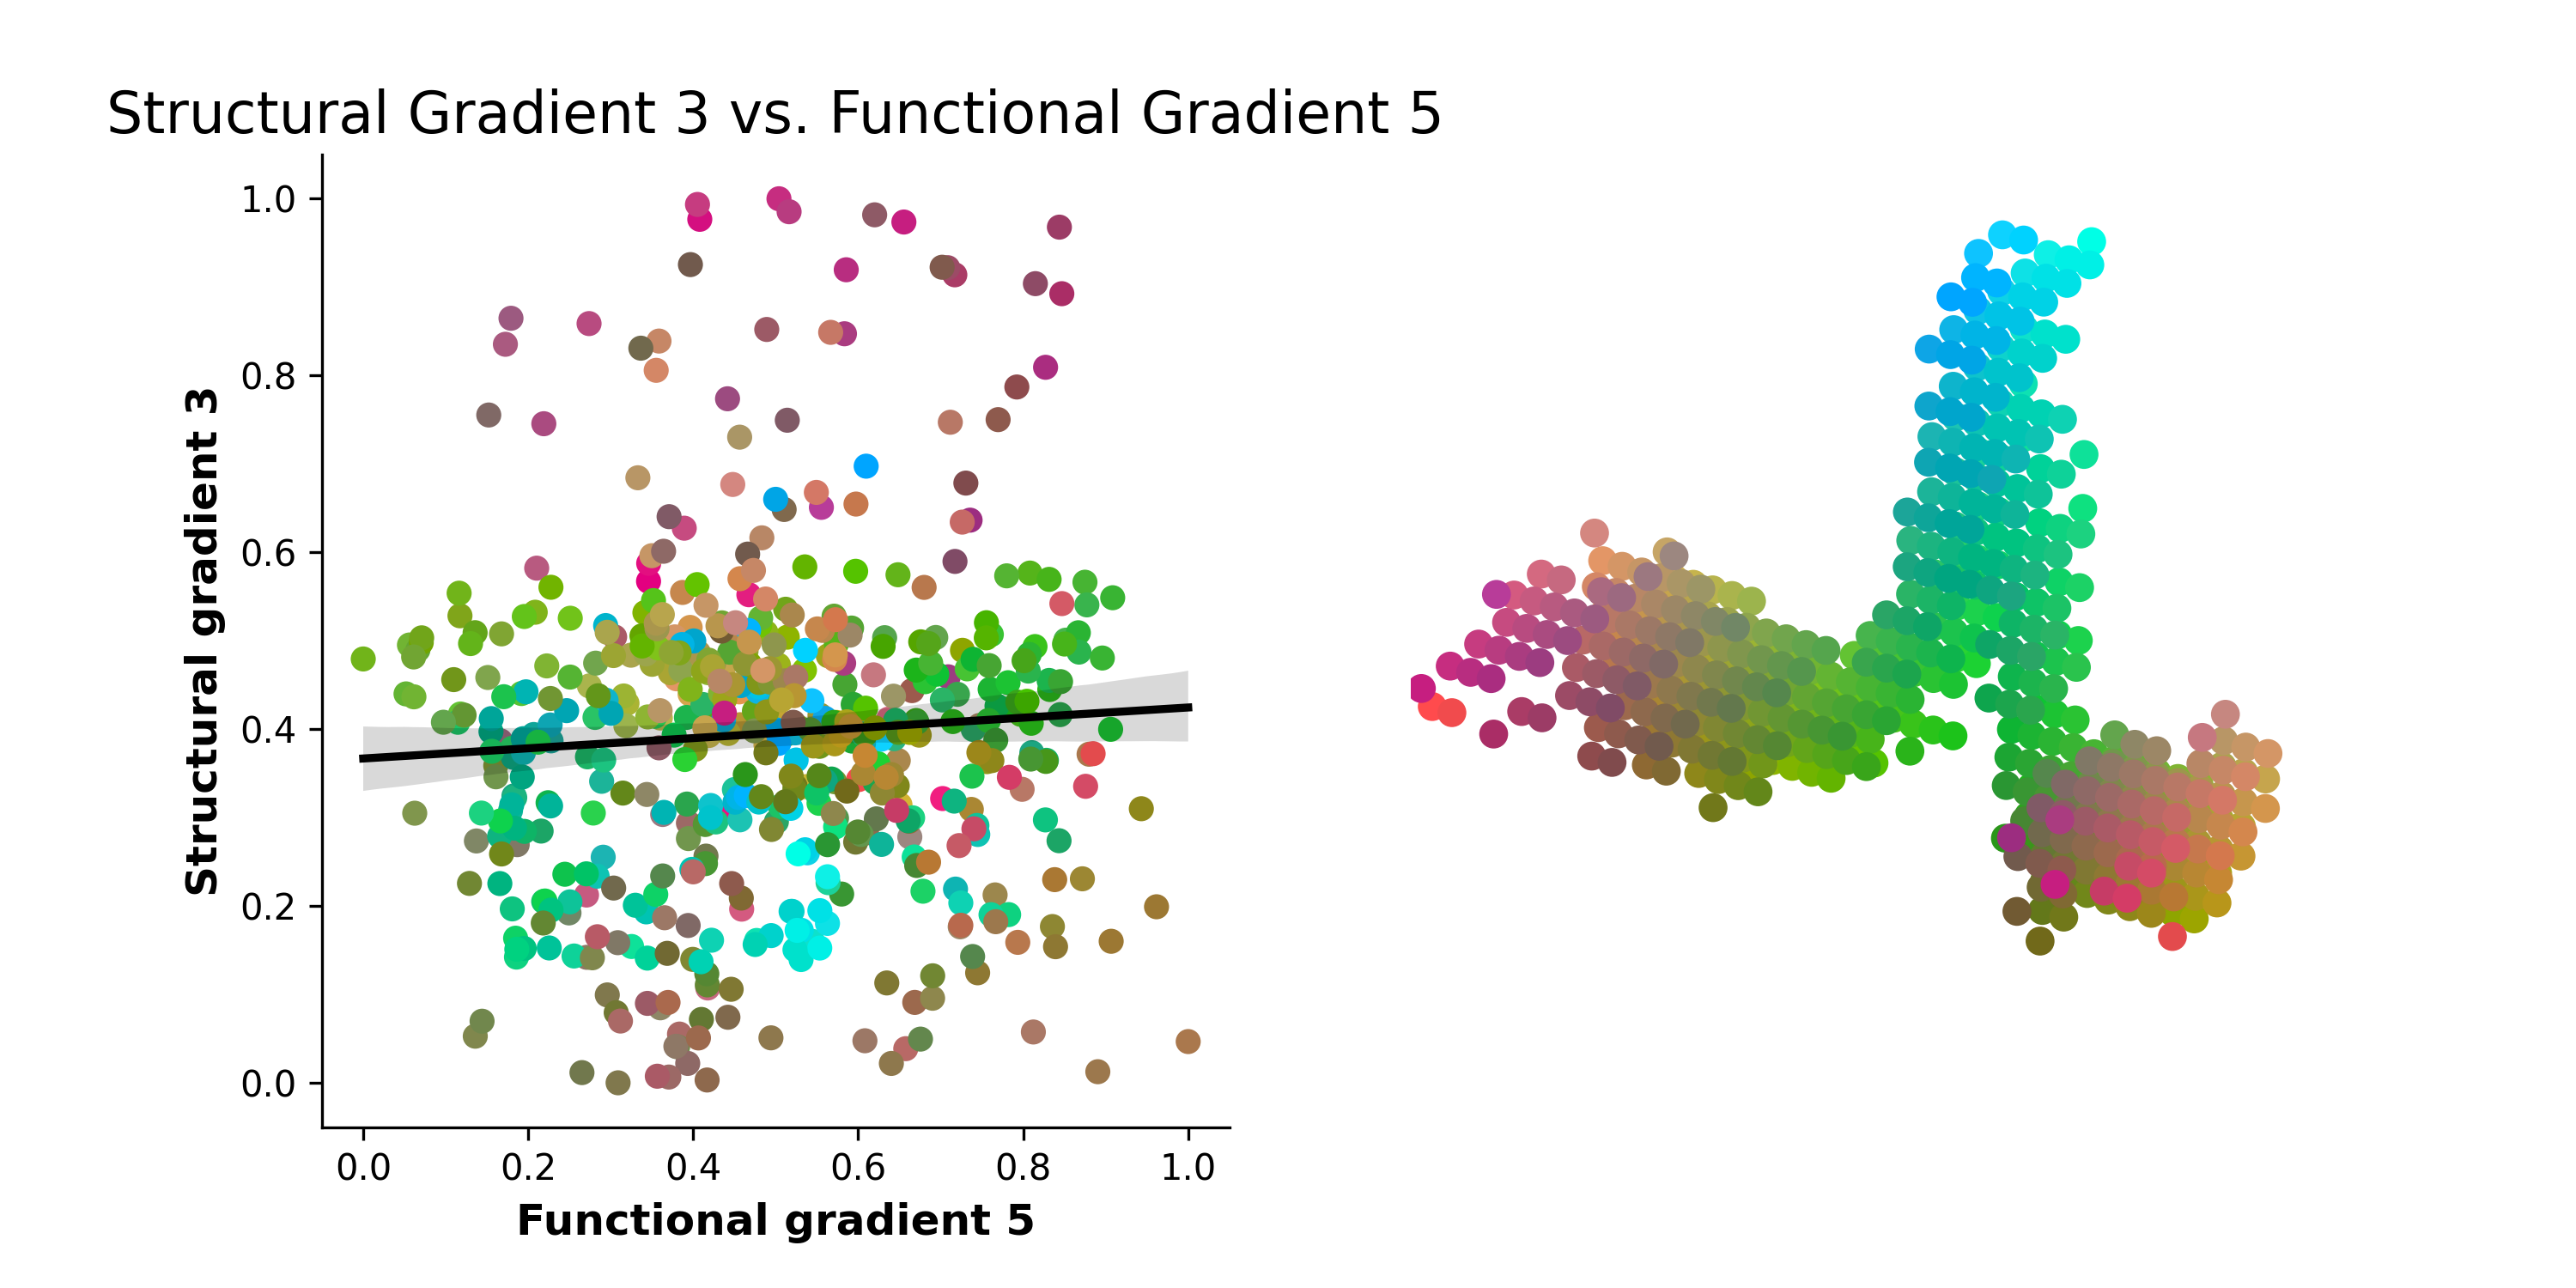 Structural Gradient 3 vs. Functional Gradient 5
1.0
0.8
0.6
0.4
0.2
0.0
Structural gradient 3
0.0 0.2 0.4 0.6 0.8 1.0
Functional gradient 5